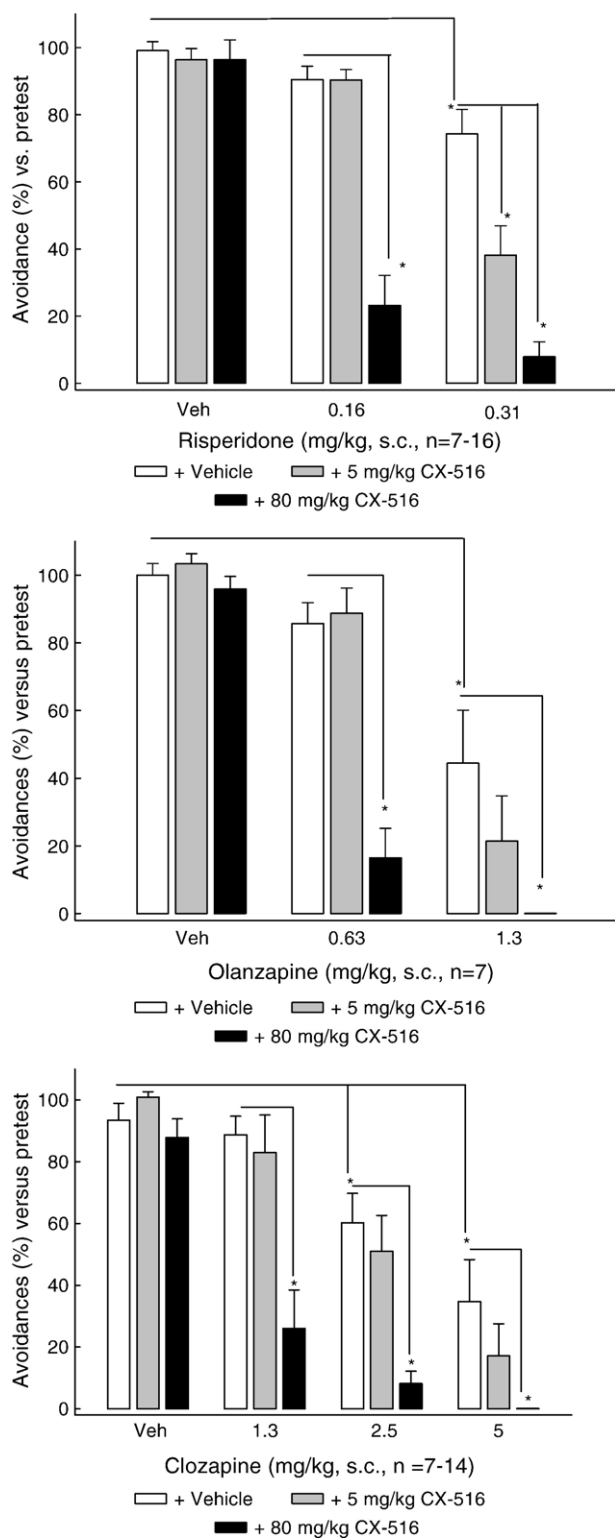 Avoidance (%) vs. pretest
100
80
60
40
20
0
*
*
*
*
Veh
0.16
0.31
Risperidone (mg/kg, s.c., n=7-16)
+ Vehicle
+ 5 mg/kg CX-516
+ 80 mg/kg CX-516
Avoidances (%) versus pretest
100
80
60
40
20
0
*
*
*
Veh
0.63
1.3
Olanzapine (mg/kg, s.c., n=7)
+ Vehicle
+ 5 mg/kg CX-516
+ 80 mg/kg CX-516
Avoidances (%) versus pretest
100
80
60
40
20
0
*
*
*
*
*
Veh
1.3
2.5
5
Clozapine (mg/kg, s.c., n =7-14)
+ Vehicle
+ 5 mg/kg CX-516
+ 80 mg/kg CX-516